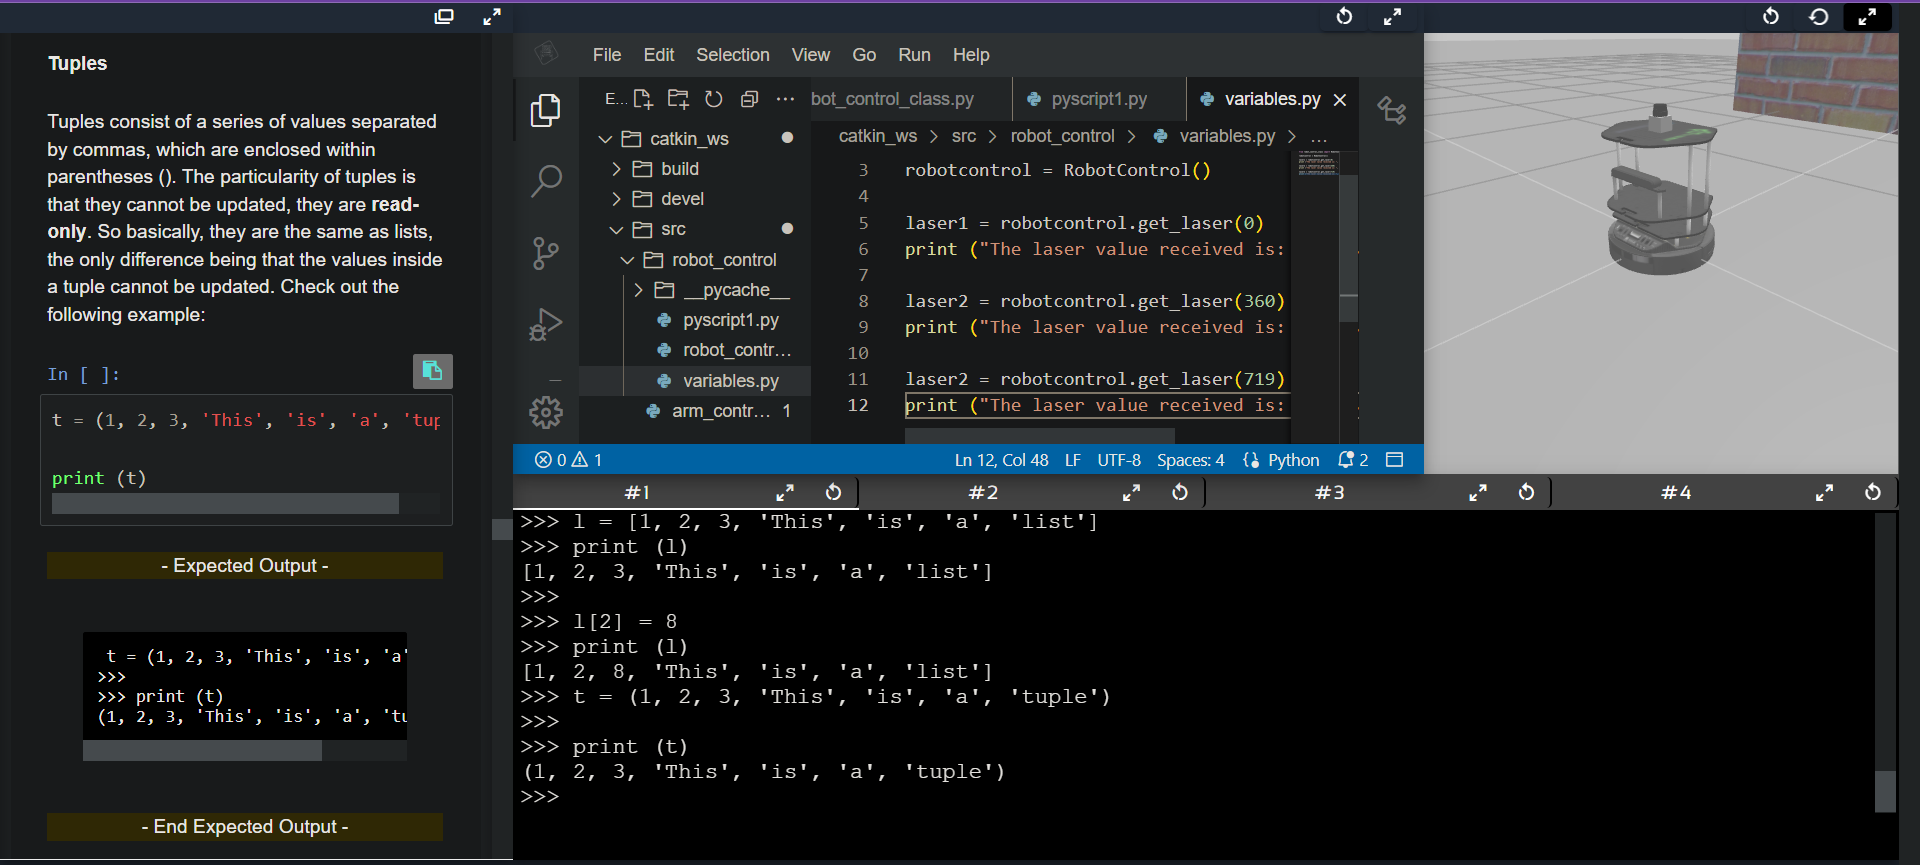 Tuples
Tuples consist of a series of values separated
by commas, which are enclosed within
parentheses (). The particularity of tuples is
that they cannot be updated, they are read-
only. So basically, they are the same as lists,
the only difference being that the values inside
a tuple cannot be updated. Check out the
following example:
In [ ]:
t = (1, 2, 3, 'This', 'is', 'a', 'tup
print (t)
- Expected Output -
t = (1, 2, 3, 'This', 'is', 'a'
>>>
>>> print (t)
(1, 2, 3, 'This', 'is', 'a', 'tu
- End Expected Output -
File Edit Selection View Go Run Help
E...
catkin_ws
build
devel
src
robot_control
__pycache__
pyscript1.py
robot_contr...
variables.py
arm_contr... 1
bot_control_class.py pyscript1.py variables.py
catkin_ws > src > robot_control > variables.py > ...
3 robotcontrol = RobotControl()
4
5 laser1 = robotcontrol.get_laser(0)
6 print ("The laser value received is:
7
8 laser2 = robotcontrol.get_laser(360)
9 print ("The laser value received is:
10
11 laser2 = robotcontrol.get_laser(719)
12 print ("The laser value received is:
0 1 Ln 12, Col 48 LF UTF-8 Spaces: 4 Python 2
#1 #2 #3 #4
>>> l = [1, 2, 3, 'This', 'is', 'a', 'list']
>>> print (l)
[1, 2, 3, 'This', 'is', 'a', 'list']
>>>
>>> l[2] = 8
>>> print (l)
[1, 2, 8, 'This', 'is', 'a', 'list']
>>> t = (1, 2, 3, 'This', 'is', 'a', 'tuple')
>>>
>>> print (t)
(1, 2, 3, 'This', 'is', 'a', 'tuple')
>>>